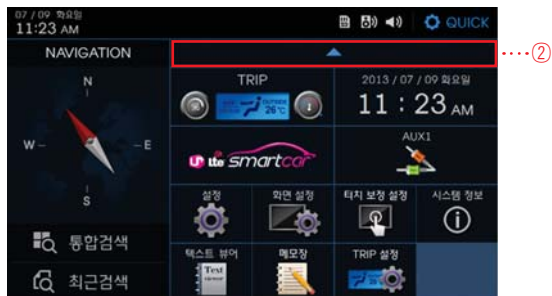 07 / 09 화요일
11:23 AM
QUICK
NAVIGATION
②
N
W
E
S
TRIP
OUTSIDE
26℃
2013 / 07 / 09 화요일
11 : 23 AM
U+ lte smartcar
AUX1
설정
화면 설정
터치 보정 설정
시스템 정보
통합검색
텍스트 뷰어
메모장
TRIP 설정
Text
최근검색